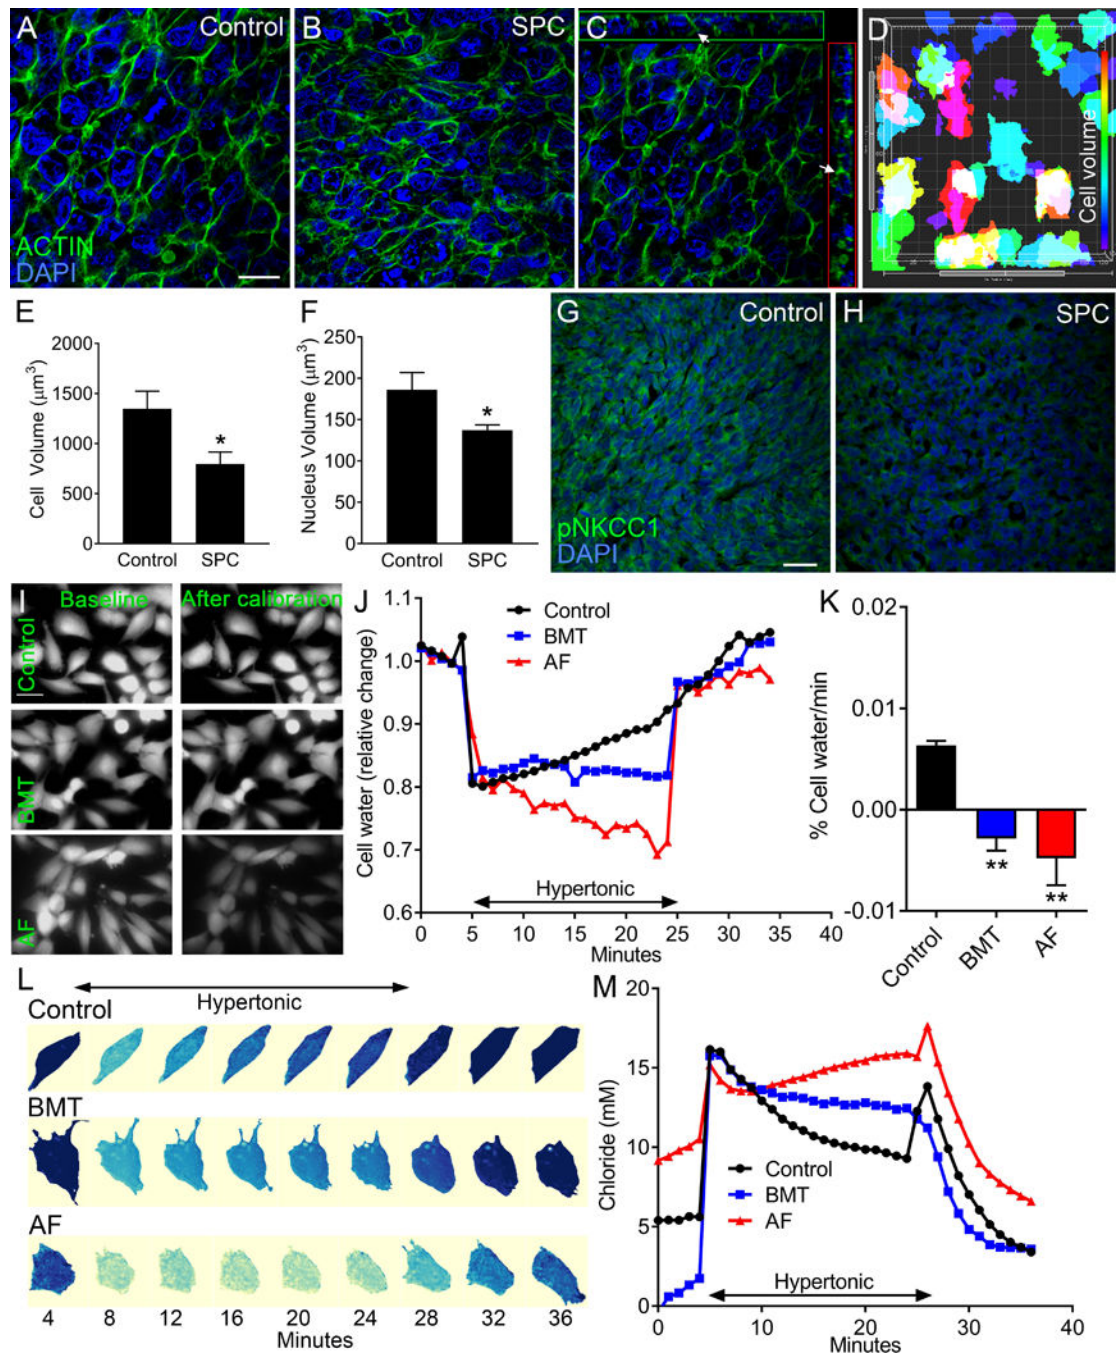 A
Control
ACTIN
DAPI
B
SPC
C
D
Cell volume
E
Cell Volume (μm³)
2000
1500
1000
500
0
*
Control
SPC
F
Nucleus Volume (μm³)
250
200
150
100
50
0
*
Control
SPC
G
Control
pNKCC1
DAPI
H
SPC
I
Baseline
After calibration
Control
BMT
AF
J
Cell water (relative change)
1.1
1.0
0.9
0.8
0.7
0.6
Control
BMT
AF
Hypertonic
0 5 10 15 20 25 30 35 40
Minutes
K
% Cell water/min
0.02
0.01
0.00
-0.01
**
**
Control
BMT
AF
L
Hypertonic
Control
BMT
AF
4 8 12 16 20 24 28 32 36
Minutes
M
Chloride (mM)
20
15
10
5
0
Control
BMT
AF
Hypertonic
0 10 20 30 40
Minutes